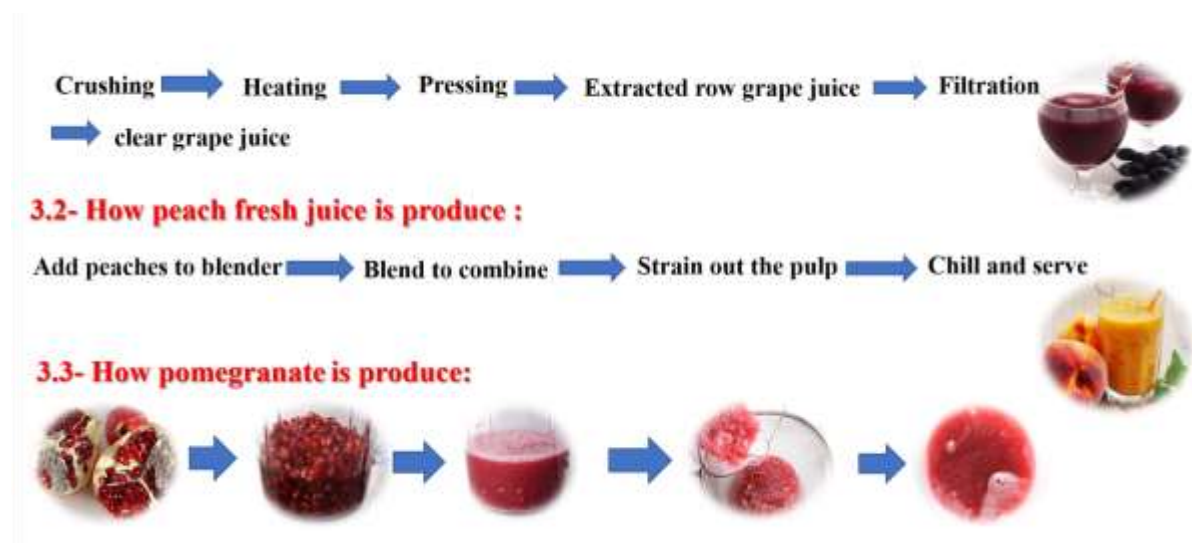 Crushing Heating Pressing Extracted row grape juice Filtration
clear grape juice
3.2- How peach fresh juice is produce :
Add peaches to blender Blend to combine Strain out the pulp Chill and serve
3.3- How pomegranate is produce: